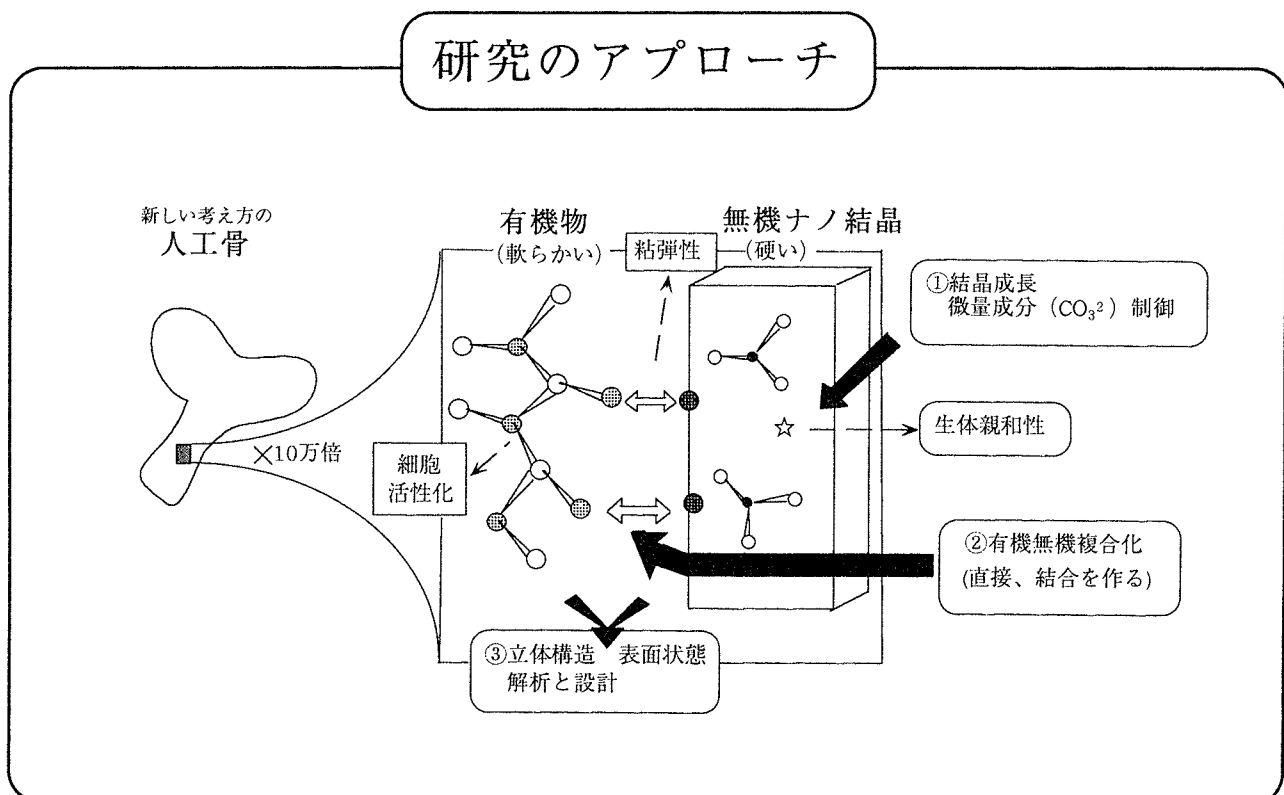 研究のアプローチ
新しい考え方の
人工骨
×10万倍
有機物
(軟らかい)
粘弾性
無機ナノ結晶
(硬い)
細胞
活性化
①結晶成長
微量成分（CO₃²）制御
生体親和性
②有機無機複合化
(直接、結合を作る)
③立体構造　表面状態
解析と設計